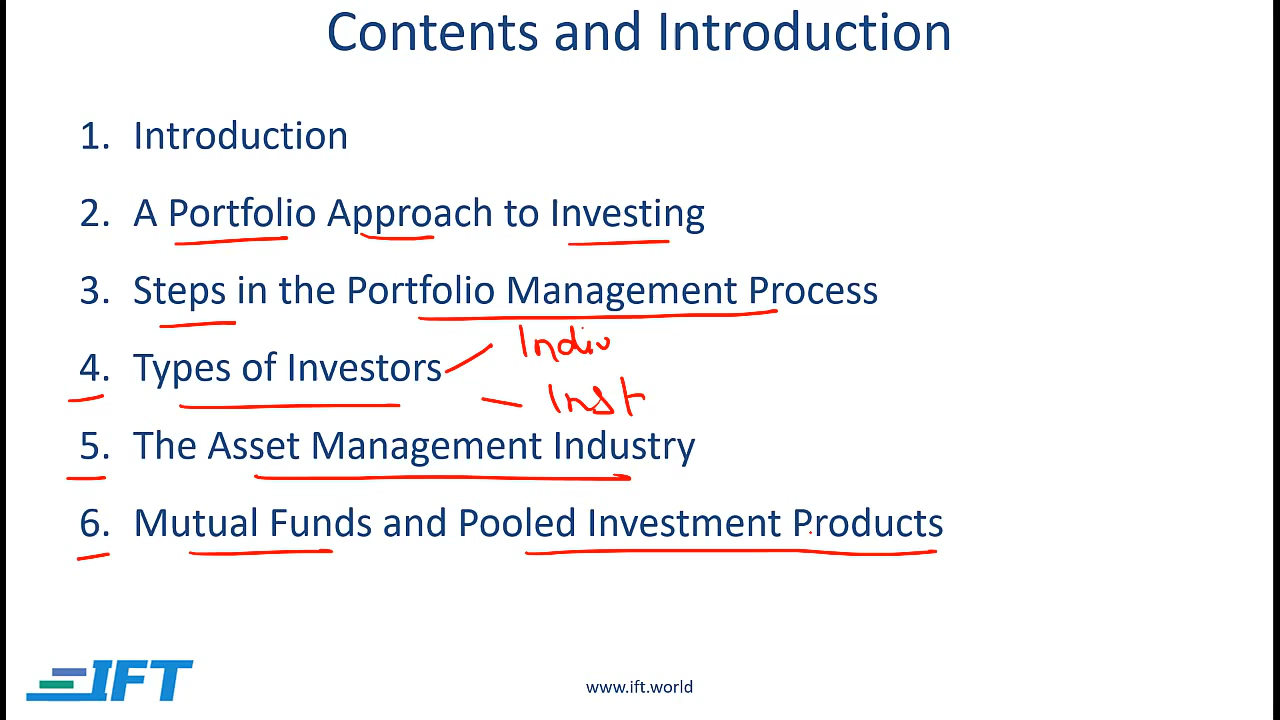 Contents and Introduction
1. Introduction
2. A Portfolio Approach to Investing
3. Steps in the Portfolio Management Process
Indiv
4. Types of Investors
Inst
5. The Asset Management Industry
6. Mutual Funds and Pooled Investment Products
IFT
www.ift.world